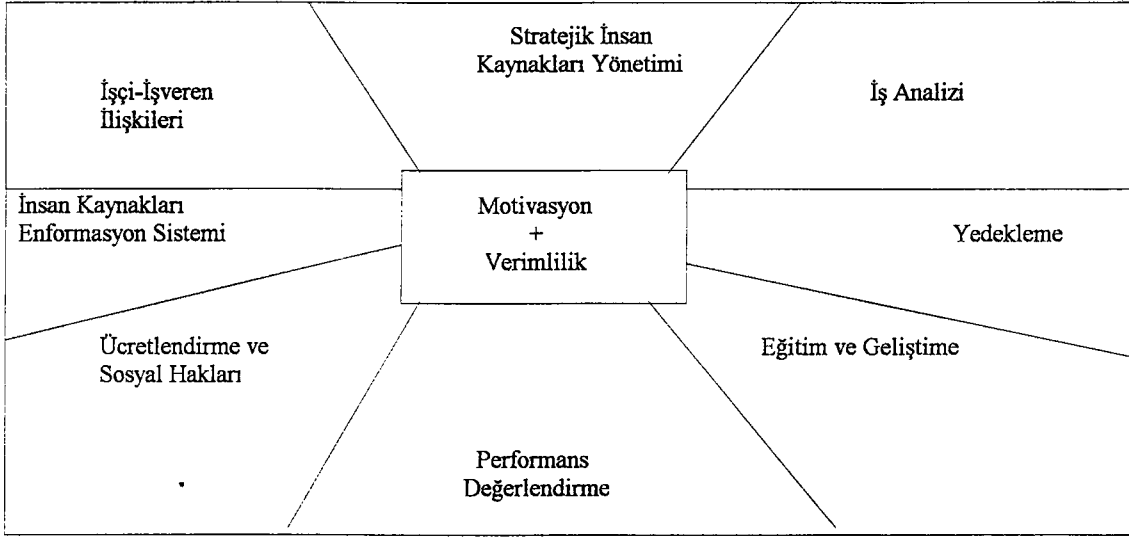 Stratejik İnsan
Kaynakları Yönetimi
İşçi-İşveren
İlişkileri
İş Analizi
İnsan Kaynakları
Enformasyon Sistemi
Motivasyon
+
Verimlilik
Yedekleme
Ücretlendirme ve
Sosyal Hakları
Eğitim ve Geliştime
Performans
Değerlendirme